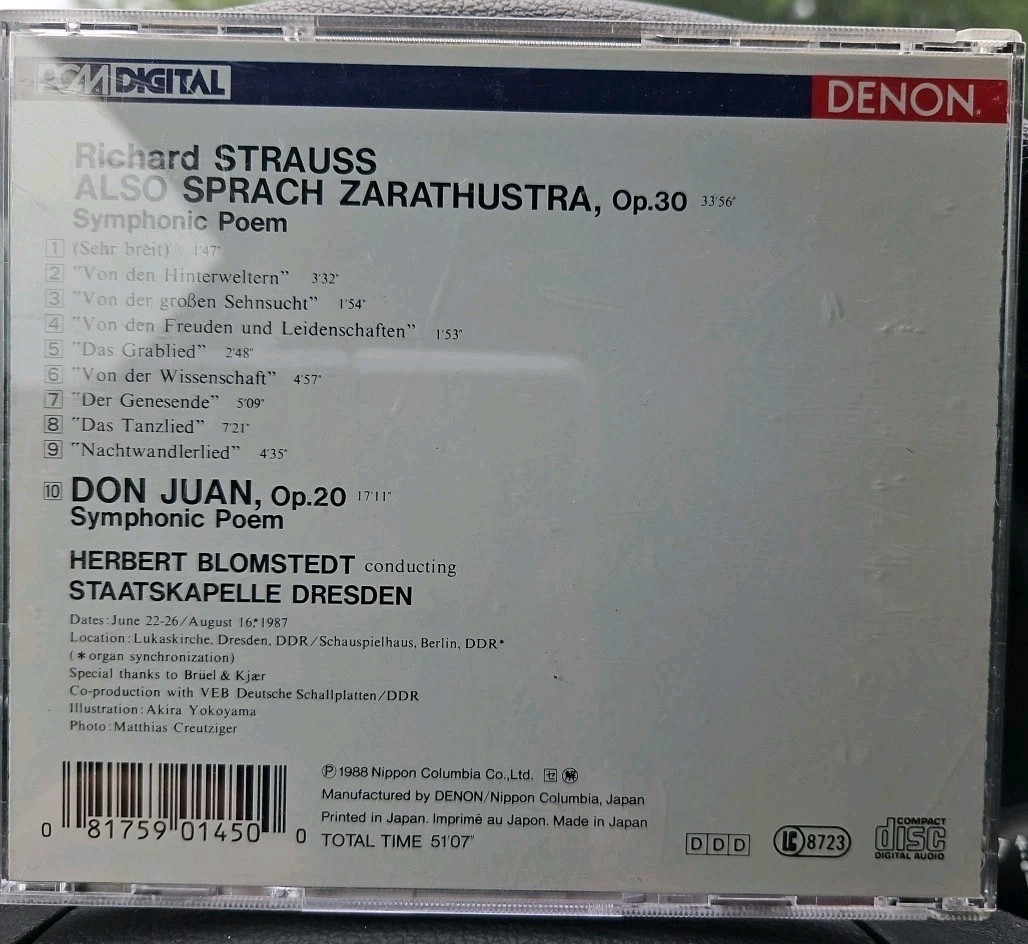 PCM DIGITAL
DENON
Richard STRAUSS
ALSO SPRACH ZARATHUSTRA, Op.30 33'56"
Symphonic Poem
1 (Sehr breit) 1'47"
2 "Von den Hinterweltern" 3'32"
3 "Von der großen Sehnsucht" 1'54"
4 "Von den Freuden und Leidenschaften" 1'53"
5 "Das Grablied" 2'48"
6 "Von der Wissenschaft" 4'57"
7 "Der Genesende" 5'09"
8 "Das Tanzlied" 7'21"
9 "Nachtwandlerlied" 4'35"
10 DON JUAN, Op.20 17'11"
Symphonic Poem
HERBERT BLOMSTEDT conducting
STAATSKAPELLE DRESDEN
Dates:June 22-26/August 16*,1987
Location:Lukaskirche, Dresden, DDR/Schauspielhaus, Berlin, DDR*
(*organ synchronization)
Special thanks to Brüel & Kjær
Co-production with VEB Deutsche Schallplatten/DDR
Illustration:Akira Yokoyama
Photo:Matthias Creutziger
0 81759 01450 0
Ⓟ1988 Nippon Columbia Co.,Ltd. セ 解
Manufactured by DENON/Nippon Columbia, Japan
Printed in Japan. Imprimé au Japon. Made in Japan
TOTAL TIME 51'07"
DDD
LC 8723
COMPACT
disc
DIGITAL AUDIO